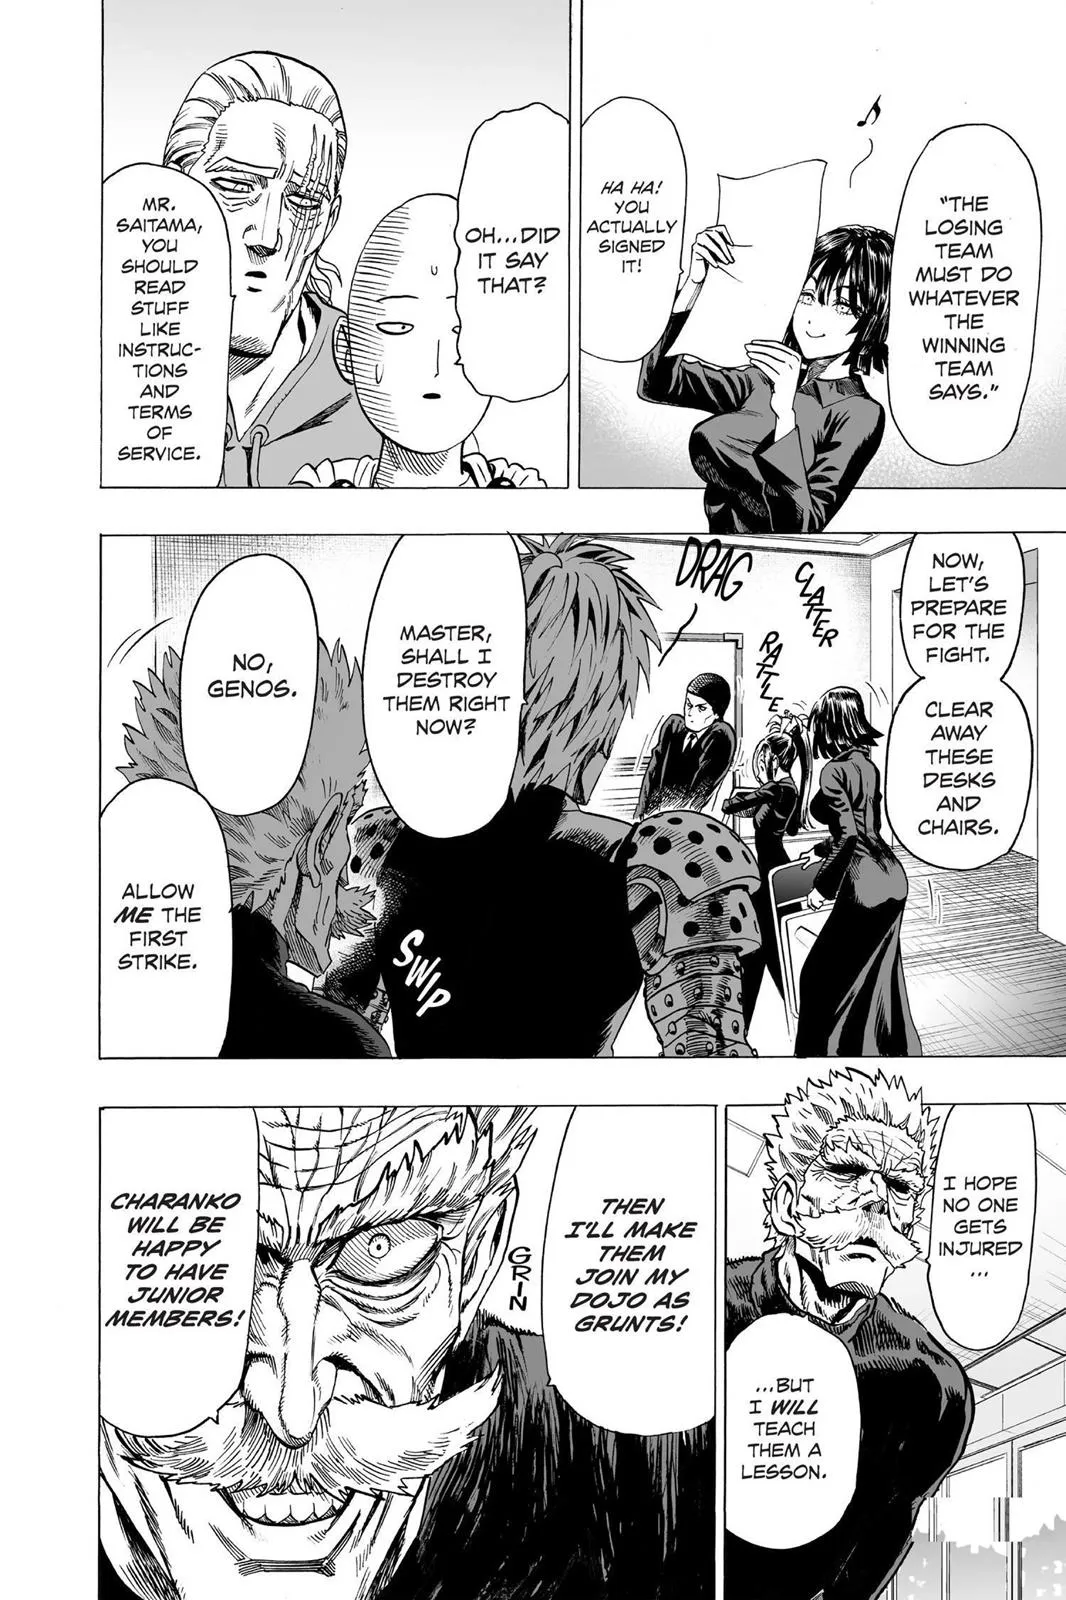 "THE
LOSING
TEAM
MUST DO
WHATEVER
THE
WINNING
TEAM
SAYS."
HA HA!
YOU
ACTUALLY
SIGNED
IT!
OH...DID
IT SAY
THAT?
MR.
SAITAMA,
YOU
SHOULD
READ
STUFF
LIKE
INSTRUC-
TIONS
AND
TERMS
OF
SERVICE.
NOW,
LET'S
PREPARE
FOR THE
FIGHT.
CLEAR
AWAY
THESE
DESKS
AND
CHAIRS.
CLATTER
RATTLE
DRAG
MASTER,
SHALL I
DESTROY
THEM RIGHT
NOW?
NO,
GENOS.
ALLOW
ME THE
FIRST
STRIKE.
SWIP
I HOPE
NO ONE
GETS
INJURED
...
...BUT
I WILL
TEACH
THEM A
LESSON.
THEN
I'LL MAKE
THEM
JOIN MY
DOJO AS
GRUNTS!
GRIN
CHARANKO
WILL BE
HAPPY
TO HAVE
JUNIOR
MEMBERS!